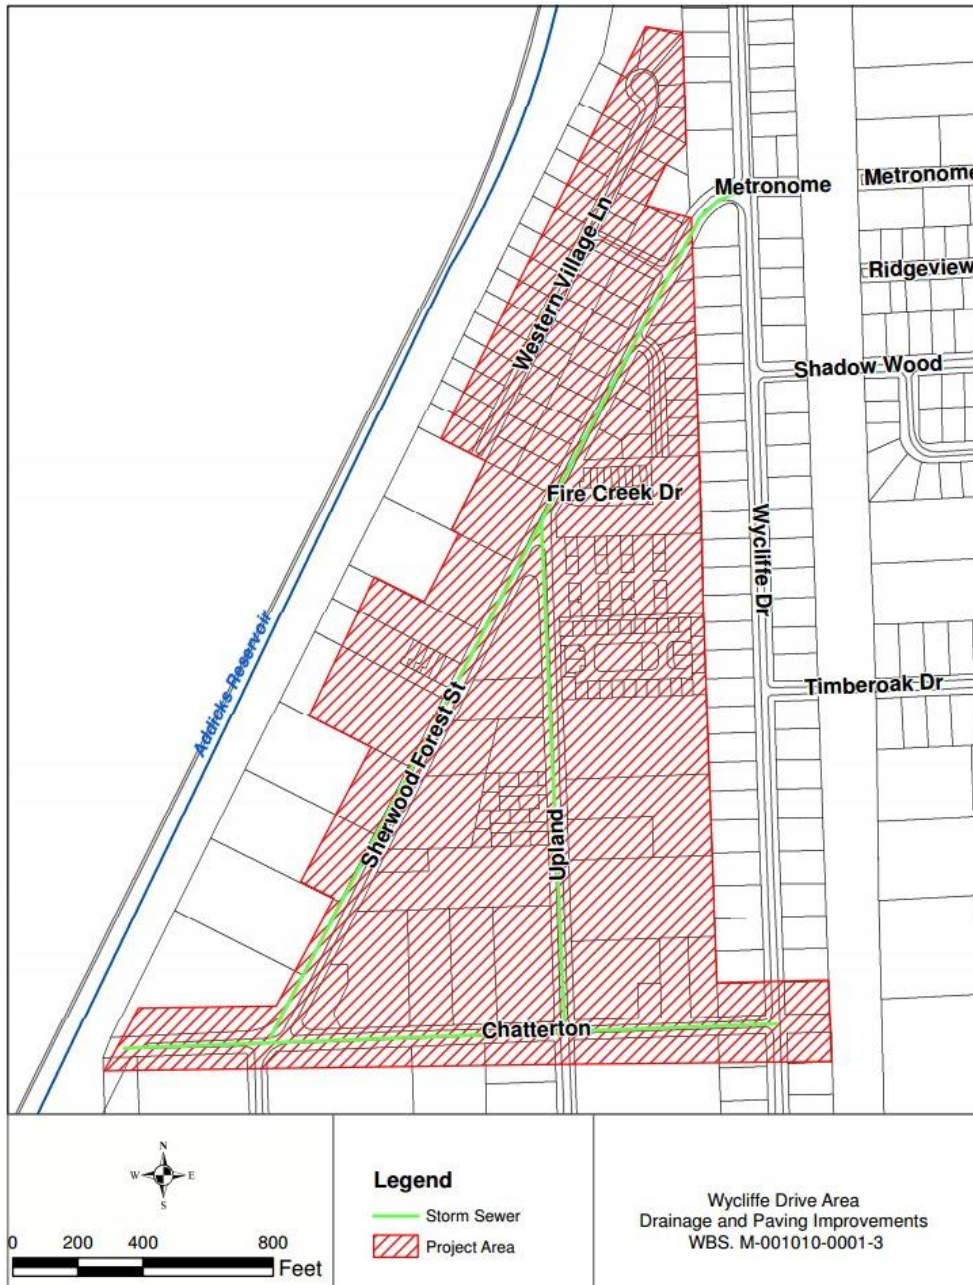 Metronome
Metronome
Ridgeview
Western Village Ln
Shadow Wood
Fire Creek Dr
Wycliffe Dr
Addicks Reservoir
Timberoak Dr
Sherwood Forest St
Upland
Chatterton
N
W E
S
0 200 400 800
Feet
Legend
Storm Sewer
Project Area
Wycliffe Drive Area
Drainage and Paving Improvements
WBS. M-001010-0001-3